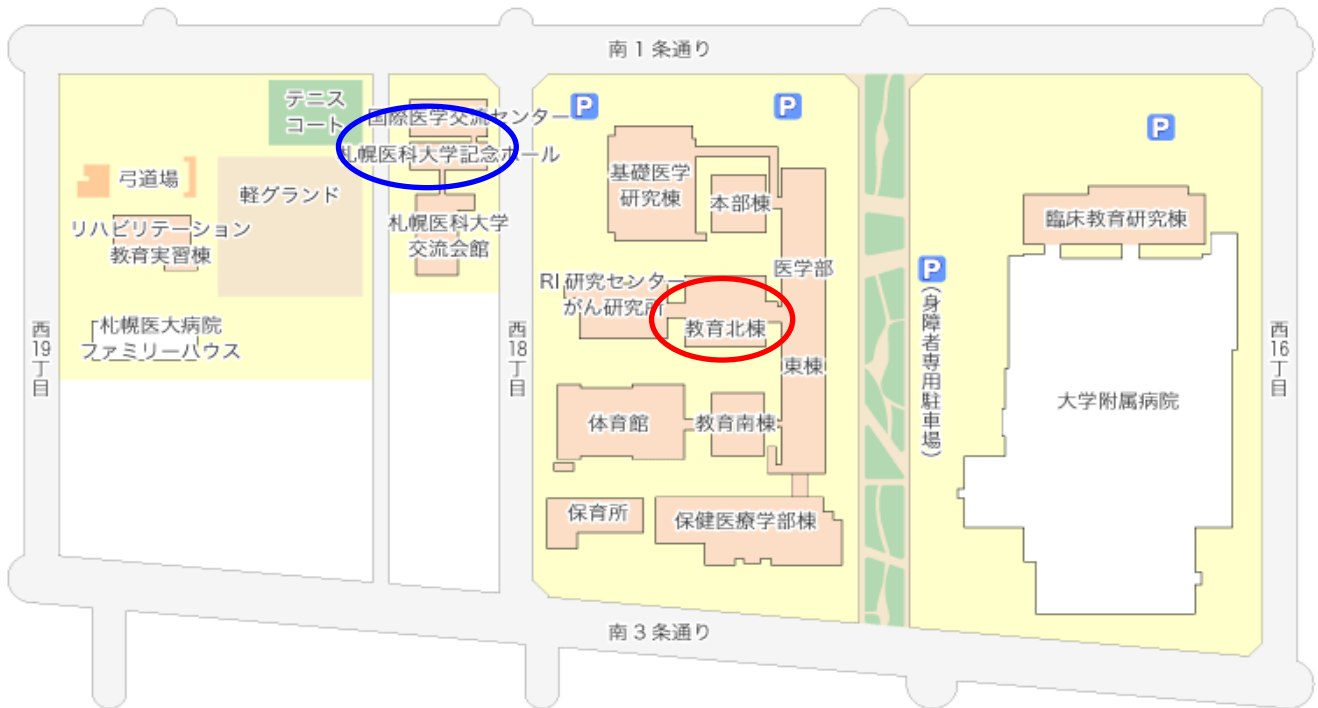 南1条通り
テニス
コート
国際医学交流センター
P
P
P
札幌医科大学記念ホール
弓道場
軽グランド
基礎医学
研究棟
本部棟
臨床教育研究棟
リハビリテーション
教育実習棟
札幌医科大学
交流会館
医学部
東棟
P
(身障者専用駐車場)
RI研究センター
がん研究所
教育北棟
西19丁目
札幌医大病院
ファミリーハウス
西18丁目
西16丁目
大学附属病院
体育館
教育南棟
保育所
保健医療学部棟
南3条通り